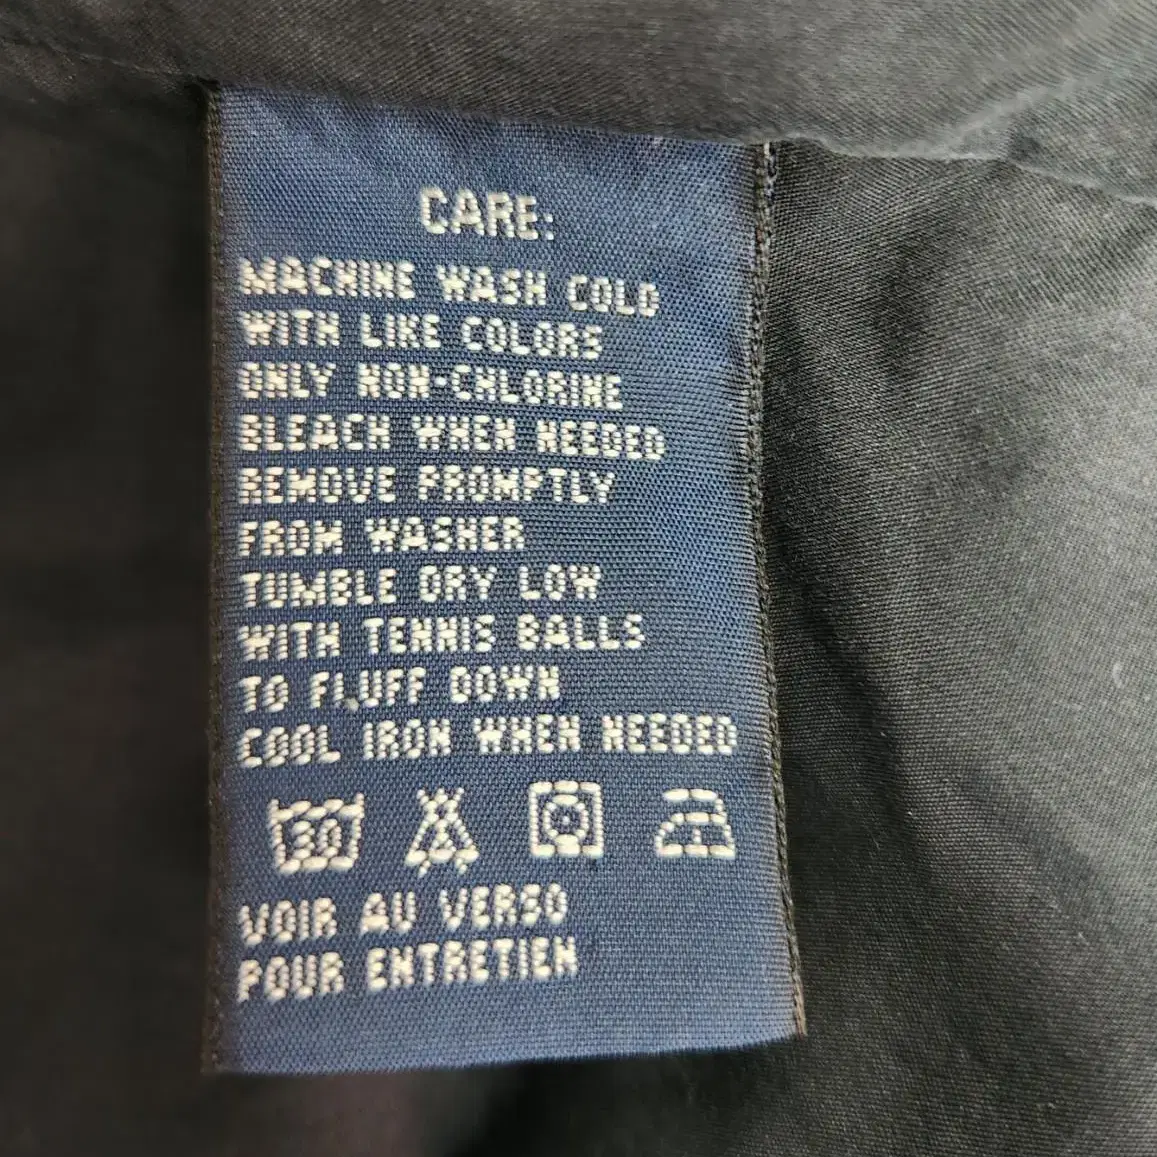 CARE:
MACHINE WASH COLD
WITH LIKE COLORS
ONLY NON-CHLORINE
BLEACH WHEN NEEDED
REMOVE PROMPTLY
FROM WASHER
TUMBLE DRY LOW
WITH TENNIS BALLS
TO FLUFF DOWN
COOL IRON WHEN NEEDED
30
VOIR AU VERSO
POUR ENTRETIEN